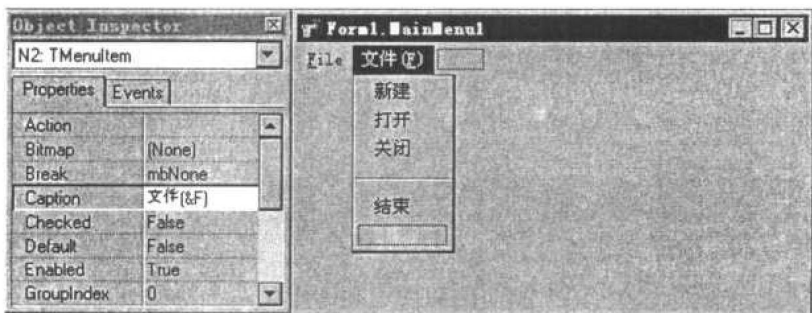 Object Inspector
N2: TMenuItem
Properties Events
Action
Bitmap (None)
Break mbNone
Caption 文件(&F)
Checked False
Default False
Enabled True
GroupIndex 0
Form1.MainMenu1
File 文件(F)
新建
打开
关闭
结束